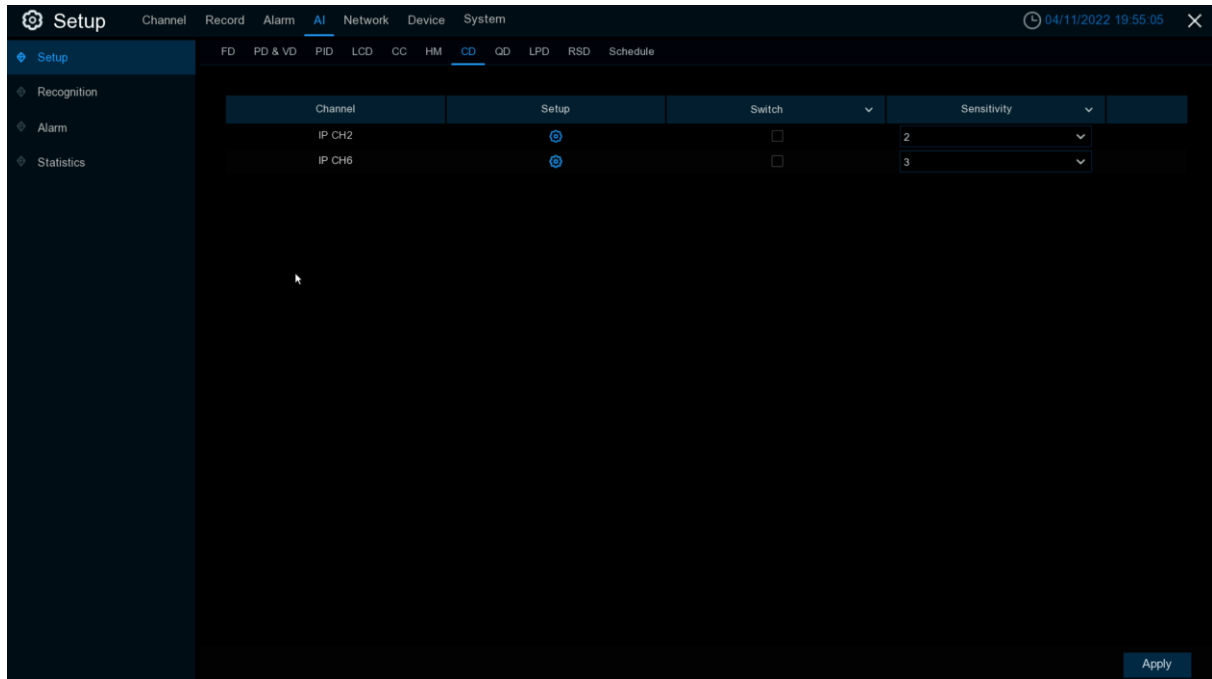 Setup Channel Record Alarm AI Network Device System 04/11/2022 19:55:05
Setup
Recognition
Alarm
Statistics
FD PD & VD PID LCD CC HM CD QD LPD RSD Schedule
Channel Setup Switch Sensitivity
IP CH2 2
IP CH6 3
Apply